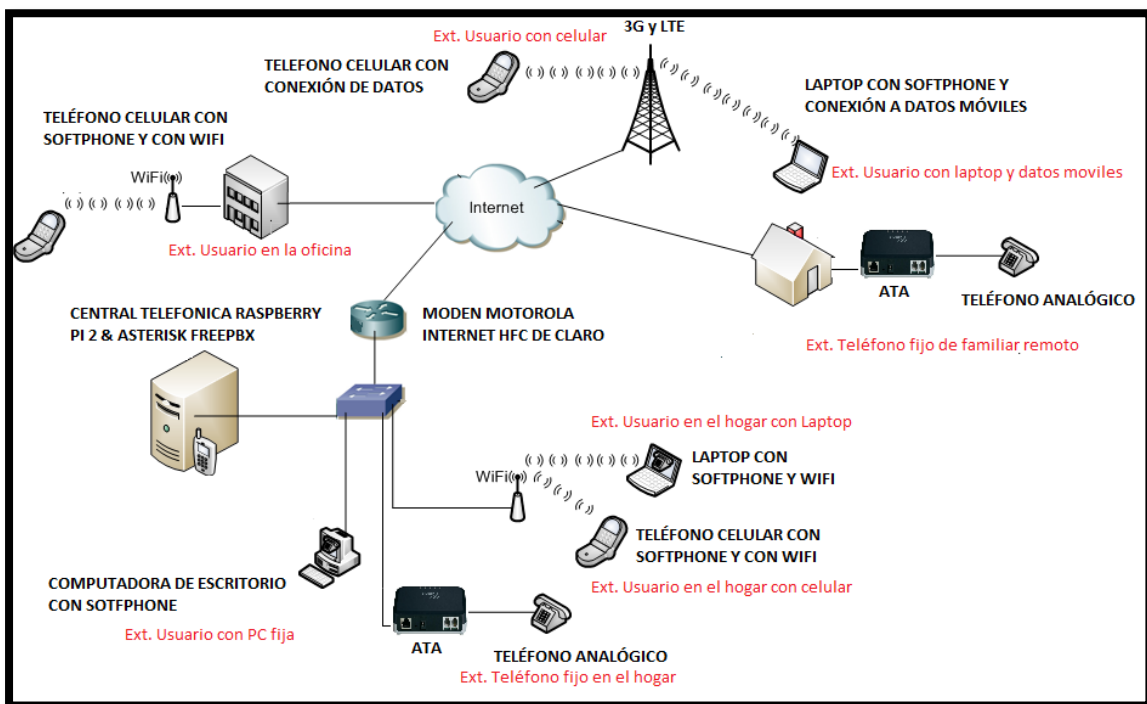 Ext. Usuario con celular
3G y LTE
TELEFONO CELULAR CON
CONEXIÓN DE DATOS
LAPTOP CON SOFTPHONE Y
CONEXIÓN A DATOS MÓVILES
TELÉFONO CELULAR CON
SOFTPHONE Y CON WIFI
WiFi
Ext. Usuario con laptop y datos moviles
Internet
Ext. Usuario en la oficina
ATA
TELÉFONO ANALÓGICO
CENTRAL TELEFONICA RASPBERRY
PI 2 & ASTERISK FREEPBX
MODEN MOTOROLA
INTERNET HFC DE CLARO
Ext. Teléfono fijo de familiar remoto
Ext. Usuario en el hogar con Laptop
LAPTOP CON
SOFTPHONE Y WIFI
WiFi
TELÉFONO CELULAR CON
SOFTPHONE Y CON WIFI
Ext. Usuario en el hogar con celular
COMPUTADORA DE ESCRITORIO
CON SOTFPHONE
Ext. Usuario con PC fija
ATA
TELÉFONO ANALÓGICO
Ext. Teléfono fijo en el hogar